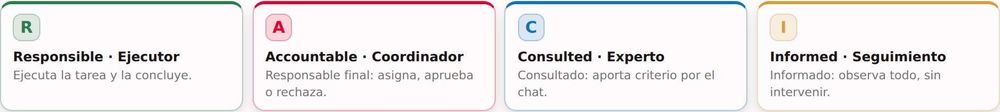 R
Responsible · Ejecutor
Ejecuta la tarea y la concluye.
A
Accountable · Coordinador
Responsable final: asigna, aprueba
o rechaza.
C
Consulted · Experto
Consultado: aporta criterio por el
chat.
I
Informed · Seguimiento
Informado: observa todo, sin
intervenir.